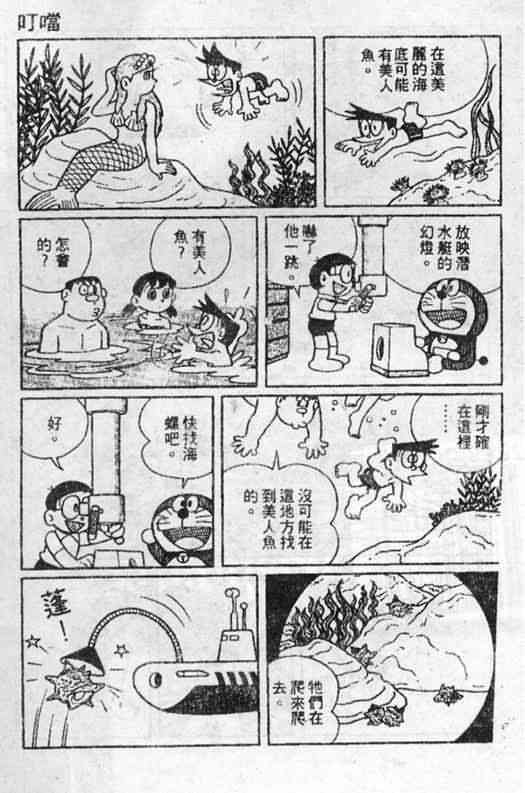 叮噹
在這美
麗的海
底可能
有美人
魚。
放映潛
水艇的
幻燈。
嚇了
他一跳。
有美人
魚？
怎會
的？
剛才確
在這裡
……
沒可能在
這地方找
到美人魚
的。
快找海
螺吧。
好。
牠們在
爬來爬
去。
蓬！